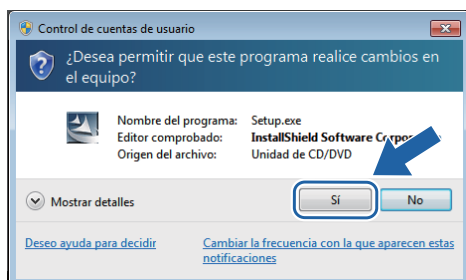 Control de cuentas de usuario
¿Desea permitir que este programa realice cambios en
el equipo?
Nombre del programa: Setup.exe
Editor comprobado: InstallShield Software
Origen del archivo: Unidad de CD/DVD
Mostrar detalles
Sí
No
Deseo ayuda para decidir
Cambiar la frecuencia con la que aparecen estas
notificaciones